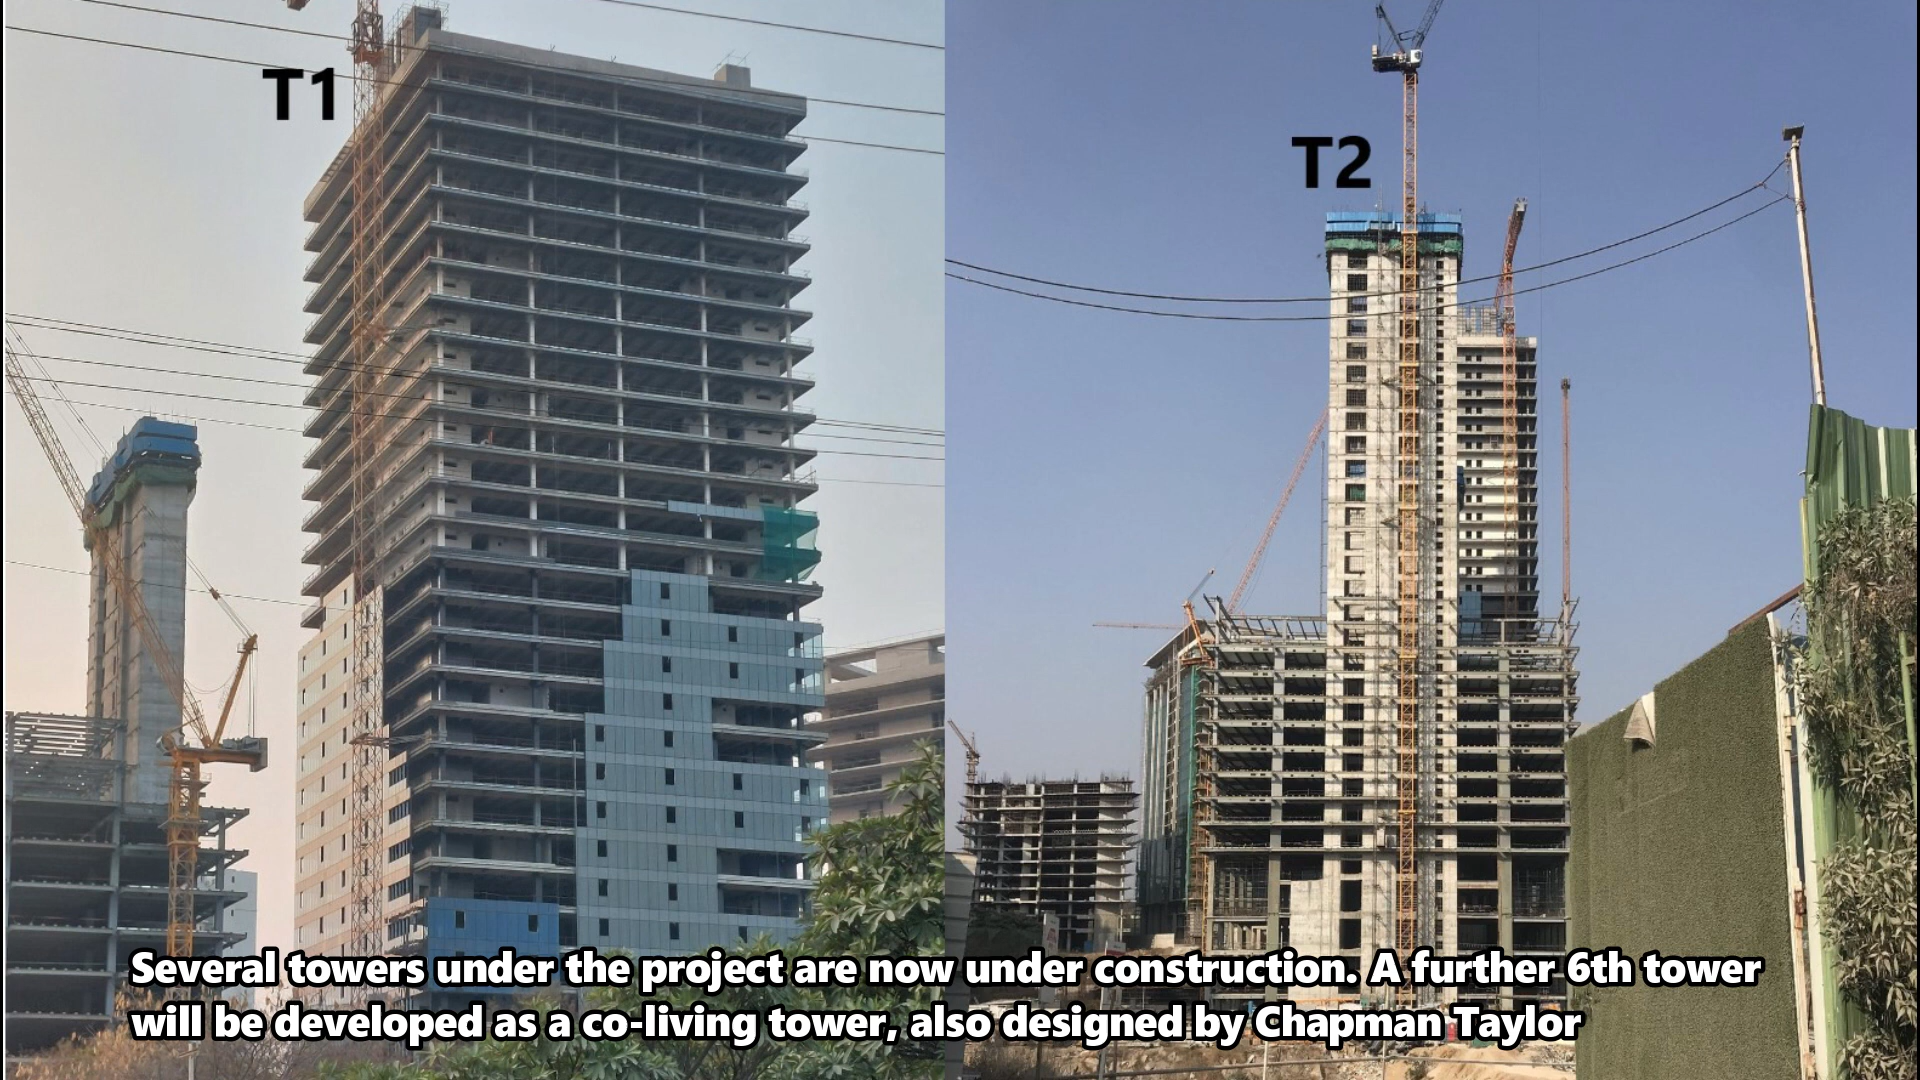 T1
T2
Several towers under the project are now under construction. A further 6th tower
will be developed as a co-living tower, also designed by Chapman Taylor